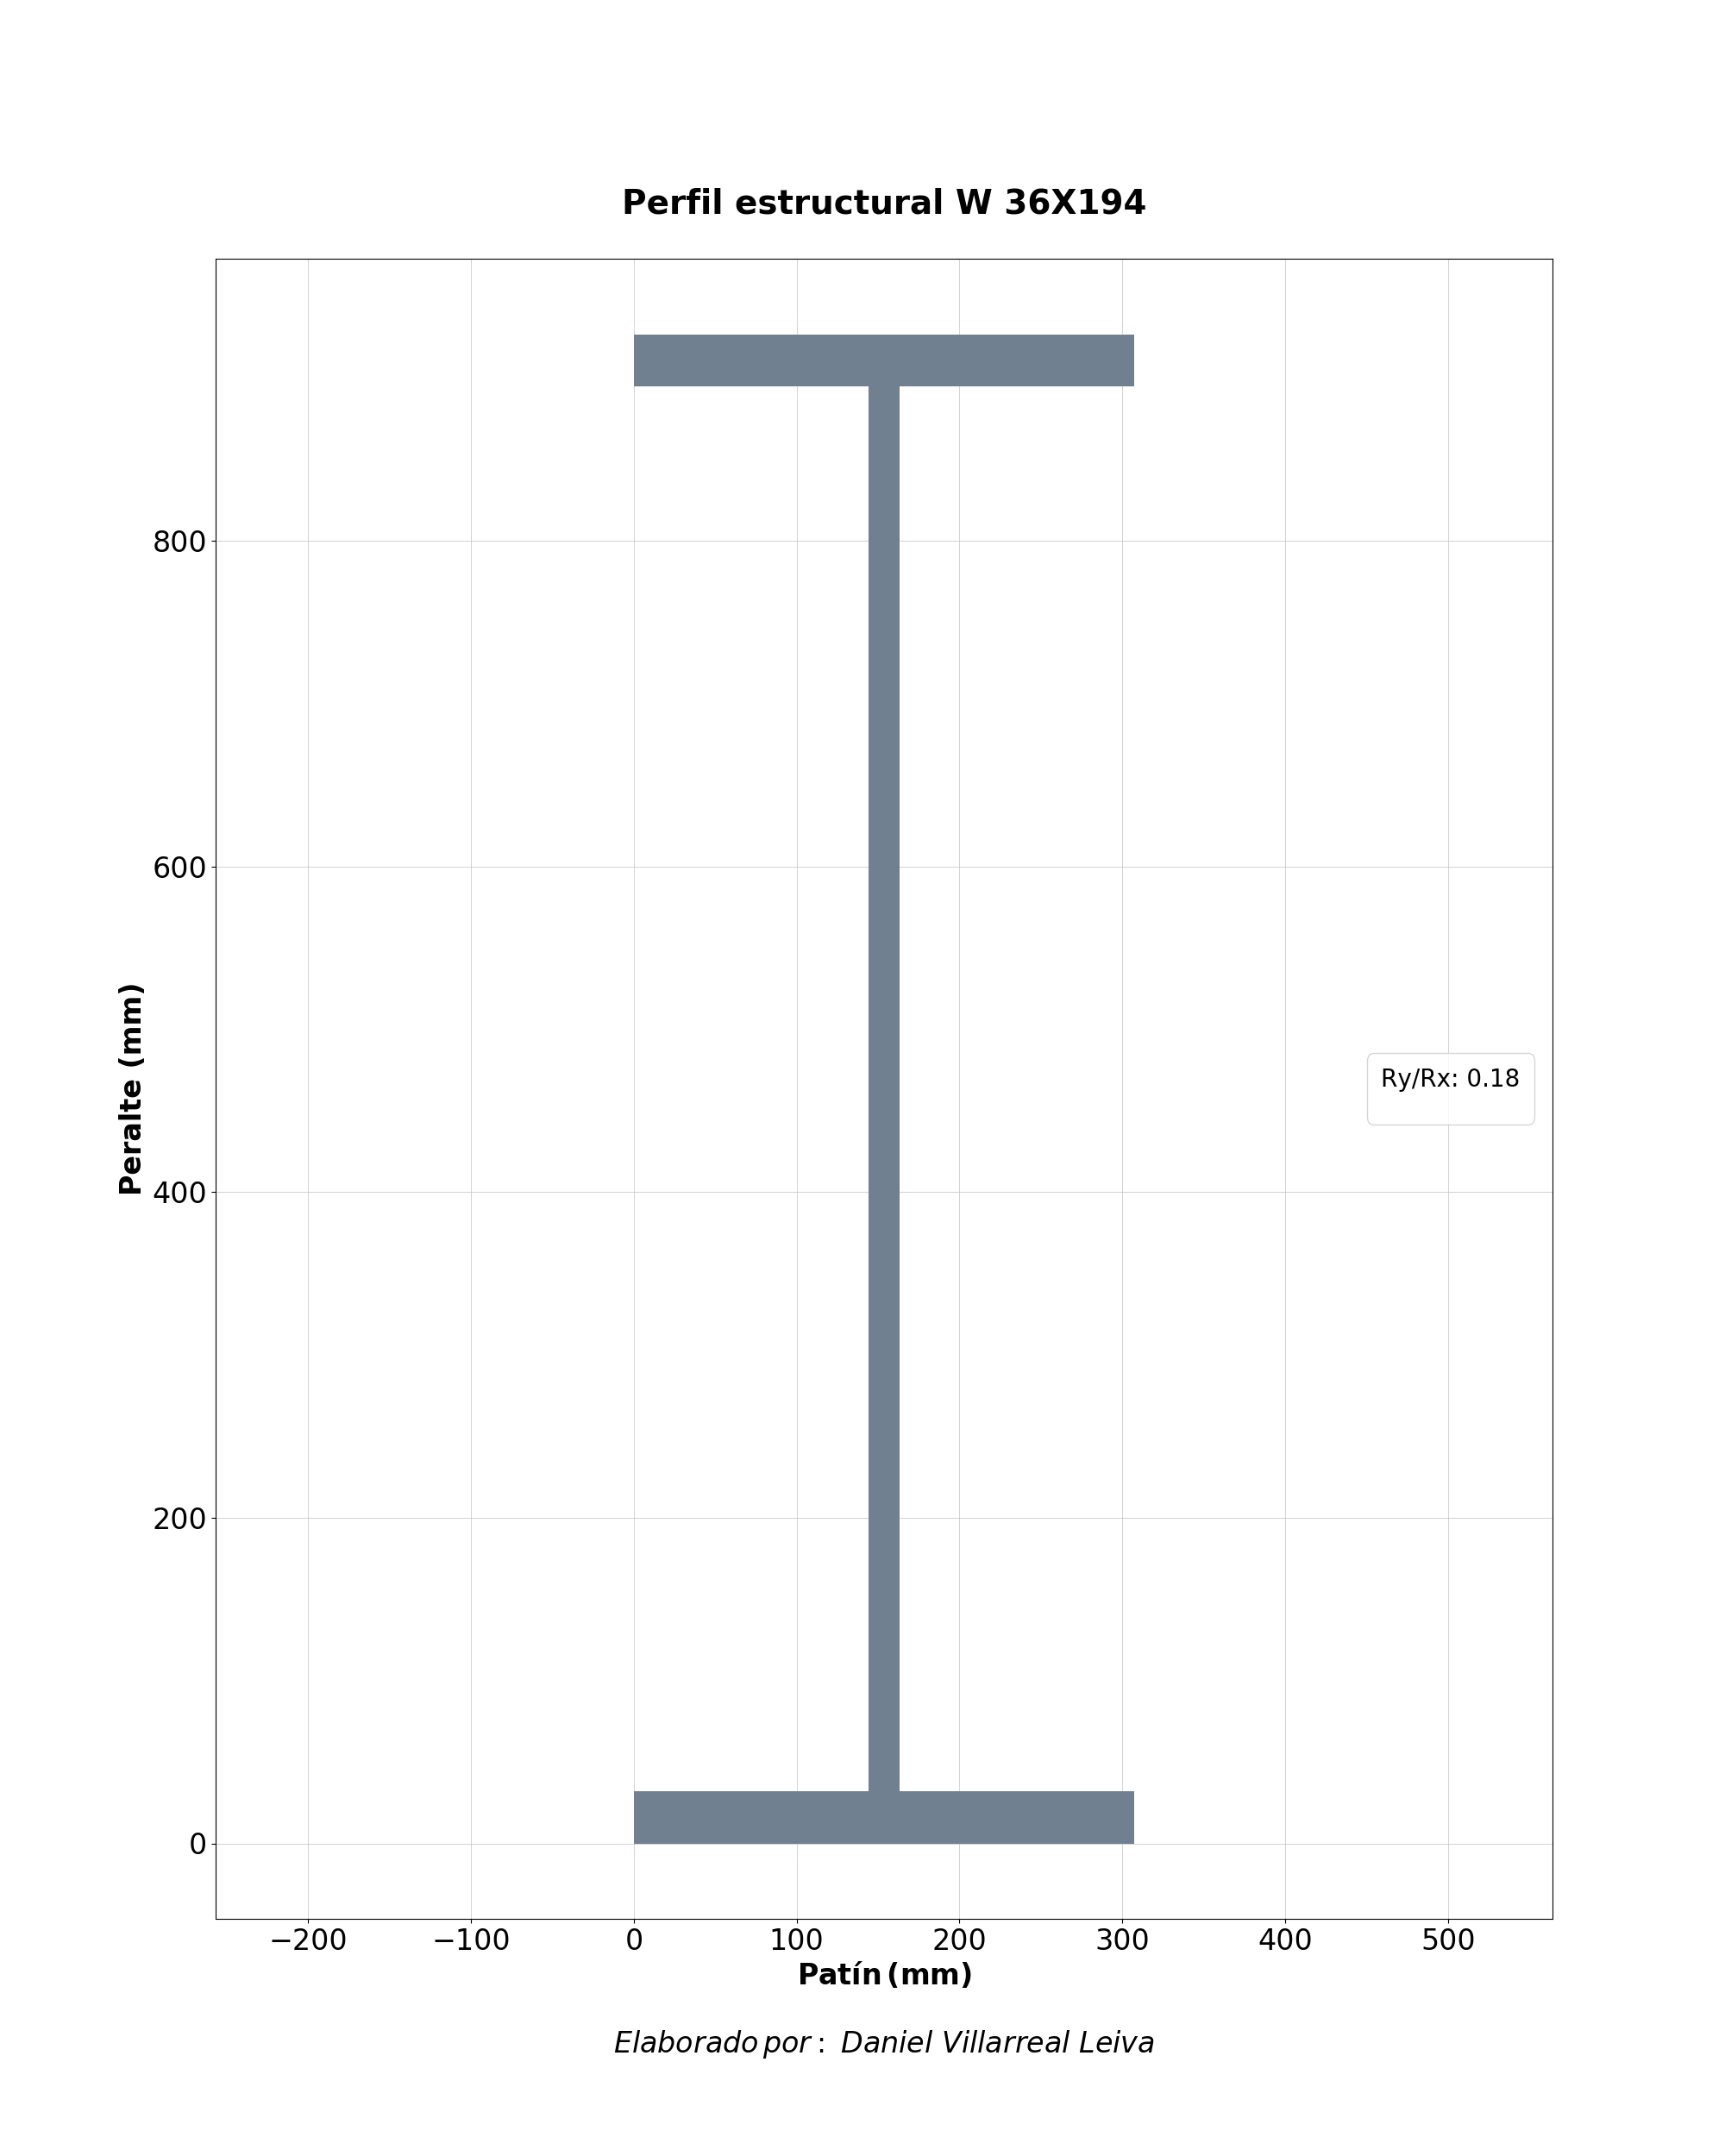 Perfil estructural W 36X194
Peralte (mm)
800
600
400
200
0
Ry/Rx: 0.18
−200 −100 0 100 200 300 400 500
Patín (mm)
Elaborado por: Daniel Villarreal Leiva